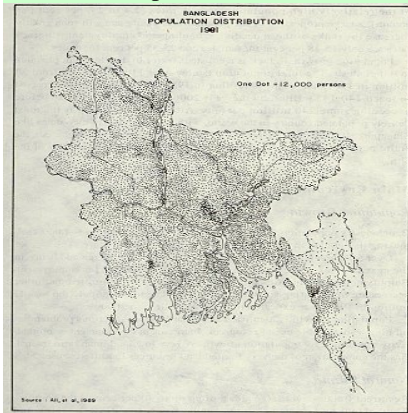 BANGLADESH
POPULATION DISTRIBUTION
1981
One Dot = 12,000 persons
Source : Ali, et al, 1989